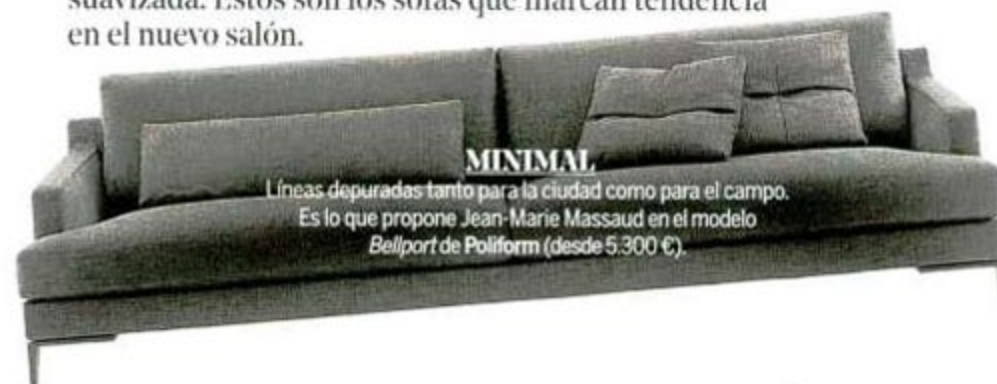 suavizada. Estos son los sofás que marcan tendencia
en el nuevo salón.
MINIMAL
Líneas depuradas tanto para la ciudad como para el campo.
Es lo que propone Jean-Marie Massaud en el modelo
Bellport de Poliform (desde 5.300 €).